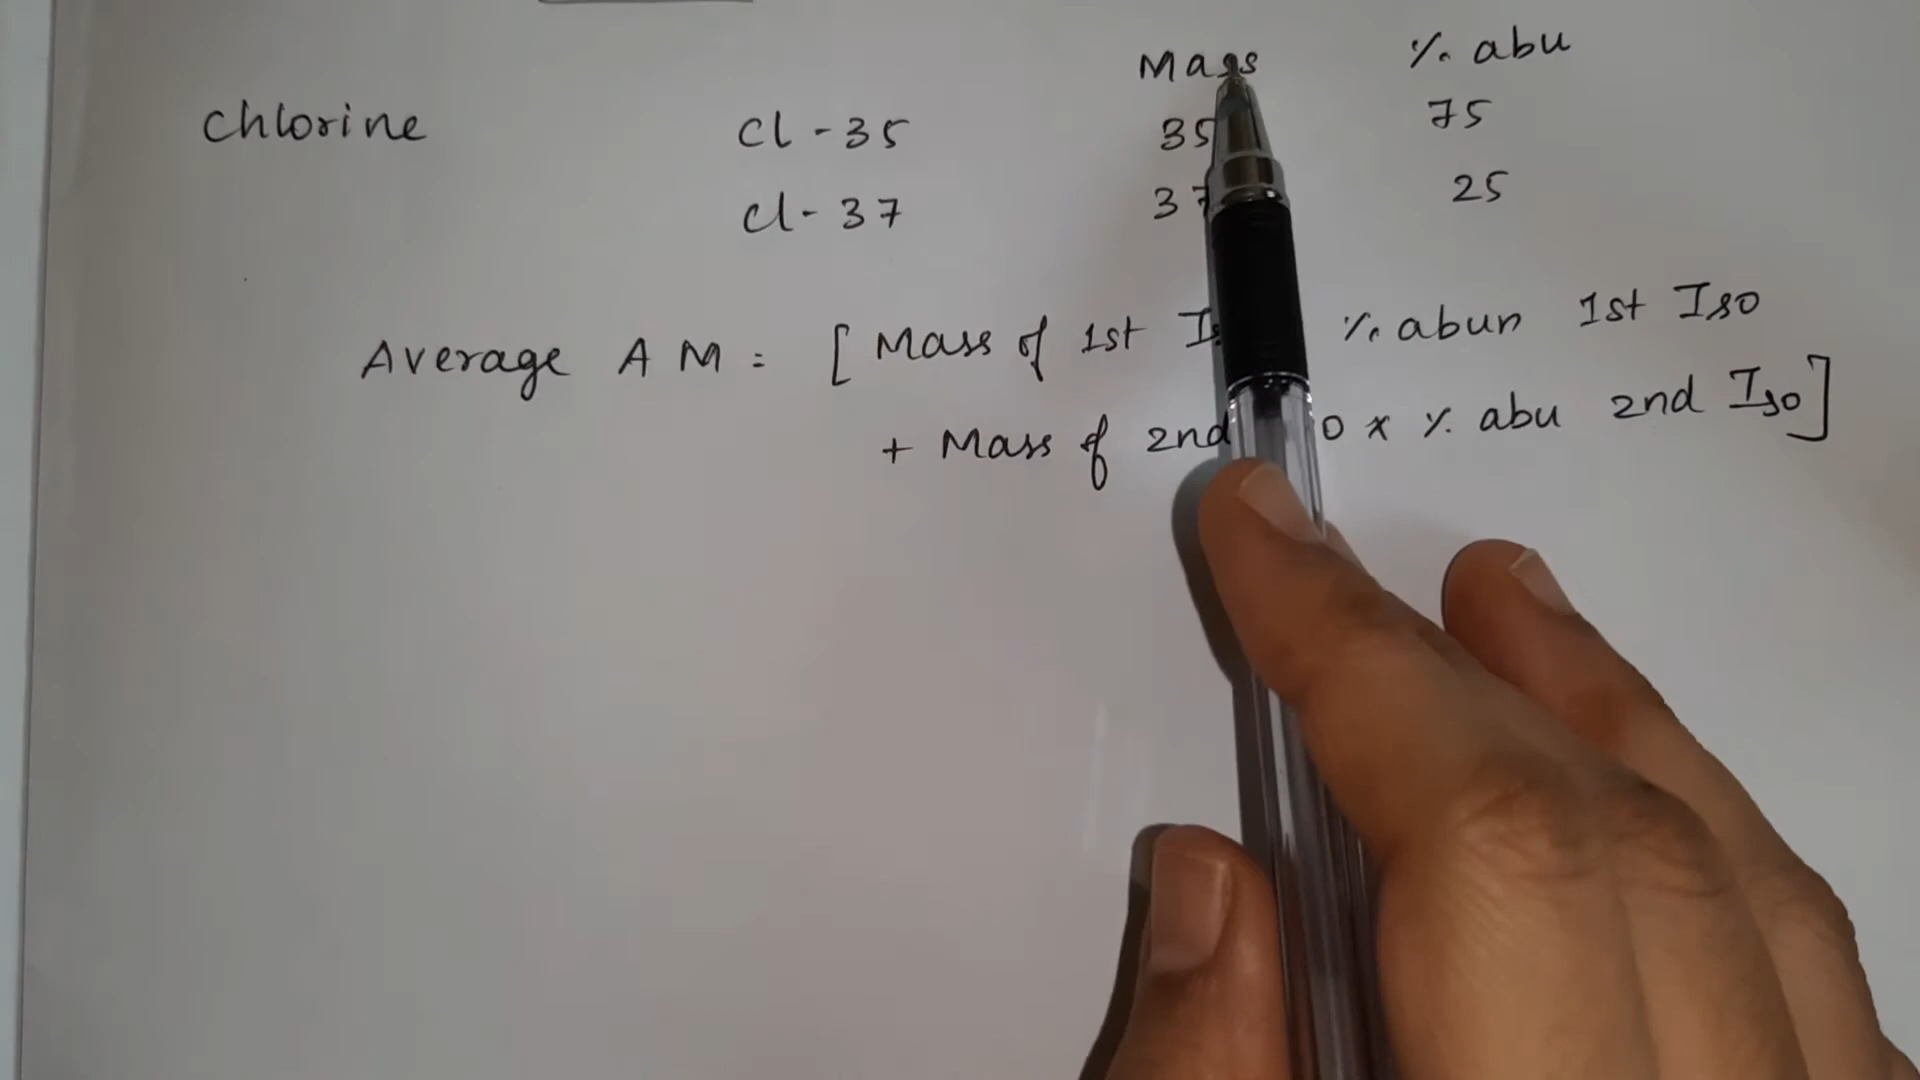 Mass % abu
Chlorine Cl-35 35 75
Cl-37 37 25
Average A M = [Mass of 1st % abun 1st Iso
+ Mass of 2nd x % abu 2nd Iso]